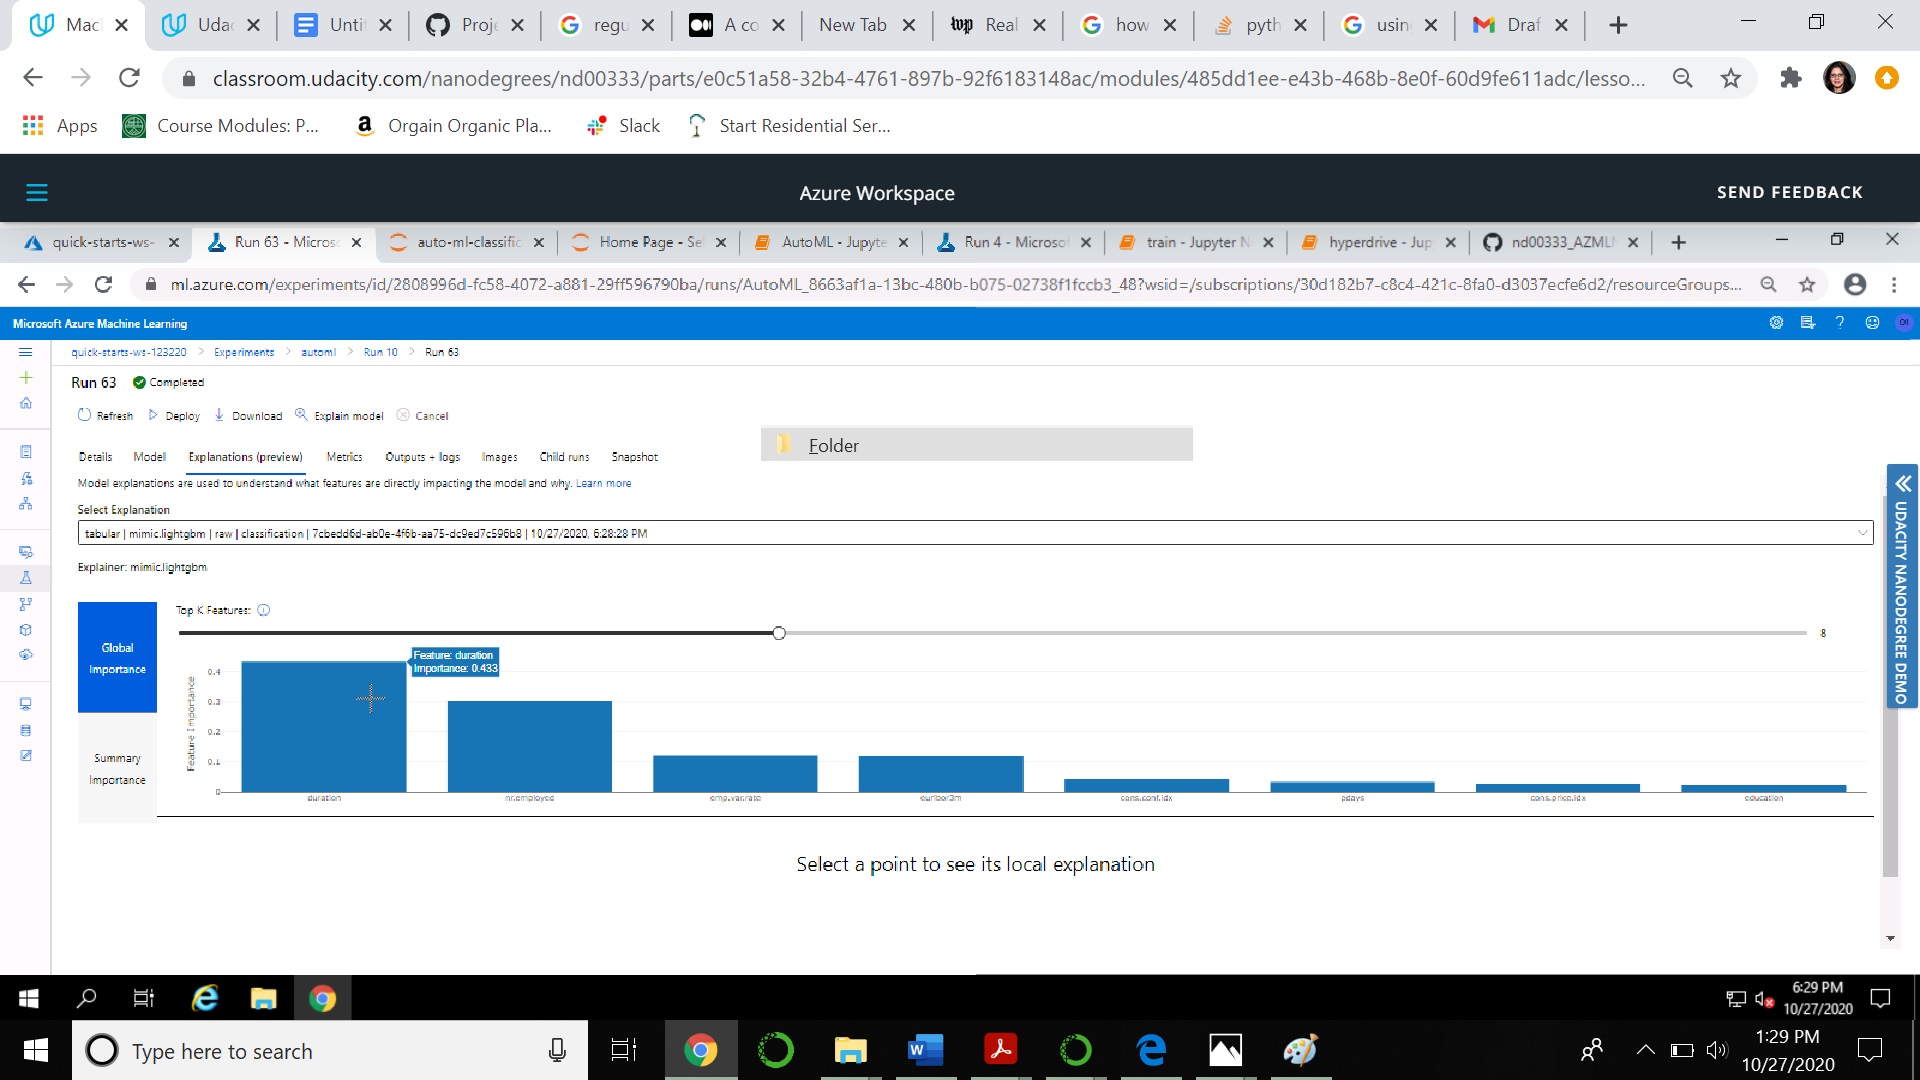 Mac
Udac
Unti
Proje
regu
A co
New Tab
Real
how
pyth
using
Draf
classroom.udacity.com/nanodegrees/nd00333/parts/e0c51a58-32b4-4761-897b-92f6183148ac/modules/485dd1ee-e43b-468b-8e0f-60d9fe611adc/lesso...
Apps
Course Modules: P...
Orgain Organic Pla...
Slack
Start Residential Ser...
Azure Workspace
SEND FEEDBACK
quick-starts-ws-
Run 63 - Microso
auto-ml-classific
Home Page - Sel
AutoML - Jupyte
Run 4 - Microsof
train - Jupyter N
hyperdrive - Jup
nd00333_AZMLN
ml.azure.com/experiments/id/2808996d-fc58-4072-a881-29ff596790ba/runs/AutoML_8663af1a-13bc-480b-b075-02738f1fccb3_48?wsid=/subscriptions/30d182b7-c8c4-421c-8fa0-d3037ecfe6d2/resourceGroups...
Microsoft Azure Machine Learning
quick-starts-ws-123220 > Experiments > automl > Run 10 > Run 63
Run 63 Completed
Refresh Deploy Download Explain model Cancel
Folder
Details Model Explanations (preview) Metrics Outputs + logs Images Child runs Snapshot
Model explanations are used to understand what features are directly impacting the model and why. Learn more
Select Explanation
tabular | mimic.lightgbm | raw | classification | 7cbedd6d-ab0e-4f6b-aa75-dc9ed7c596b8 | 10/27/2020, 6:28:28 PM
Explainer: mimic.lightgbm
UDACITY NANODEGREE DEMO
Global
Importance
Summary
Importance
Top K Features:
8
Feature: duration
Importance: 0.433
Feature Importance
0.4
0.3
0.2
0.1
0
duration
nr.employed
emp.var.rate
euribor3m
cons.conf.idx
pdays
cons.price.idx
education
Select a point to see its local explanation
6:29 PM
10/27/2020
Type here to search
1:29 PM
10/27/2020